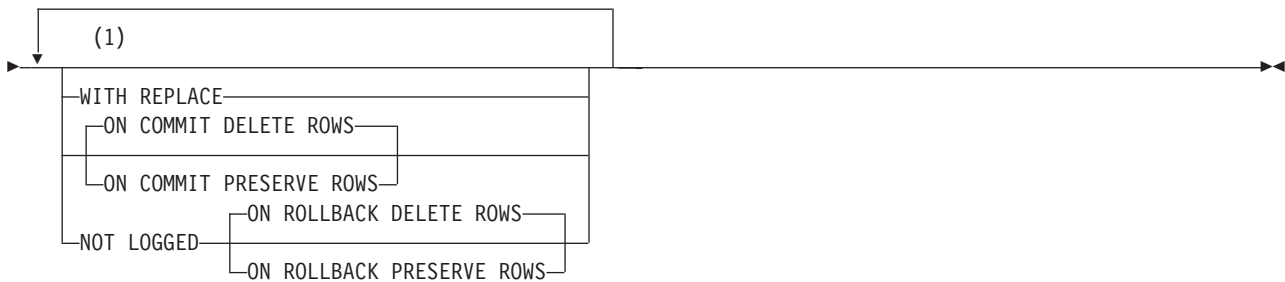 (1)
WITH REPLACE
ON COMMIT DELETE ROWS
ON COMMIT PRESERVE ROWS
ON ROLLBACK DELETE ROWS
NOT LOGGED
ON ROLLBACK PRESERVE ROWS